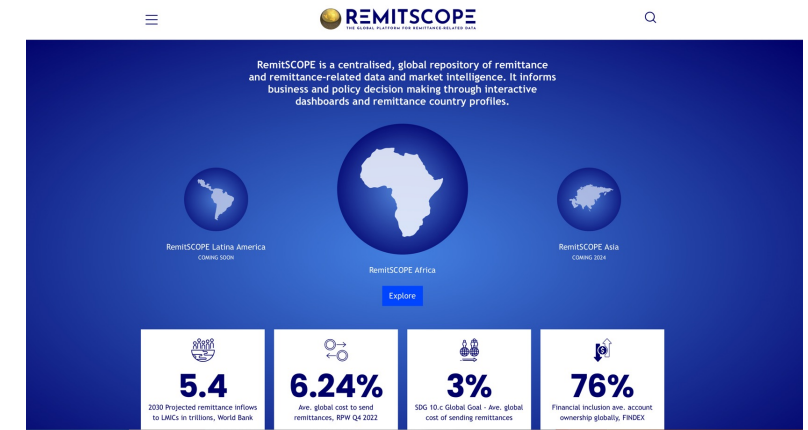 REMITSCOPE
THE GLOBAL PLATFORM FOR REMITTANCE-RELATED DATA
RemitSCOPE is a centralised, global repository of remittance
and remittance-related data and market intelligence. It informs
business and policy decision making through interactive
dashboards and remittance country profiles.
RemitSCOPE Latina America
COMING SOON
RemitSCOPE Africa
Explore
RemitSCOPE Asia
COMING 2024
5.4
2030 Projected remittance inflows
to LMICs in trillions, World Bank
6.24%
Ave. global cost to send
remittances, RPW Q4 2022
3%
SDG 10.c Global Goal - Ave. global
cost of sending remittances
76%
Financial inclusion ave. account
ownership globally, FINDEX